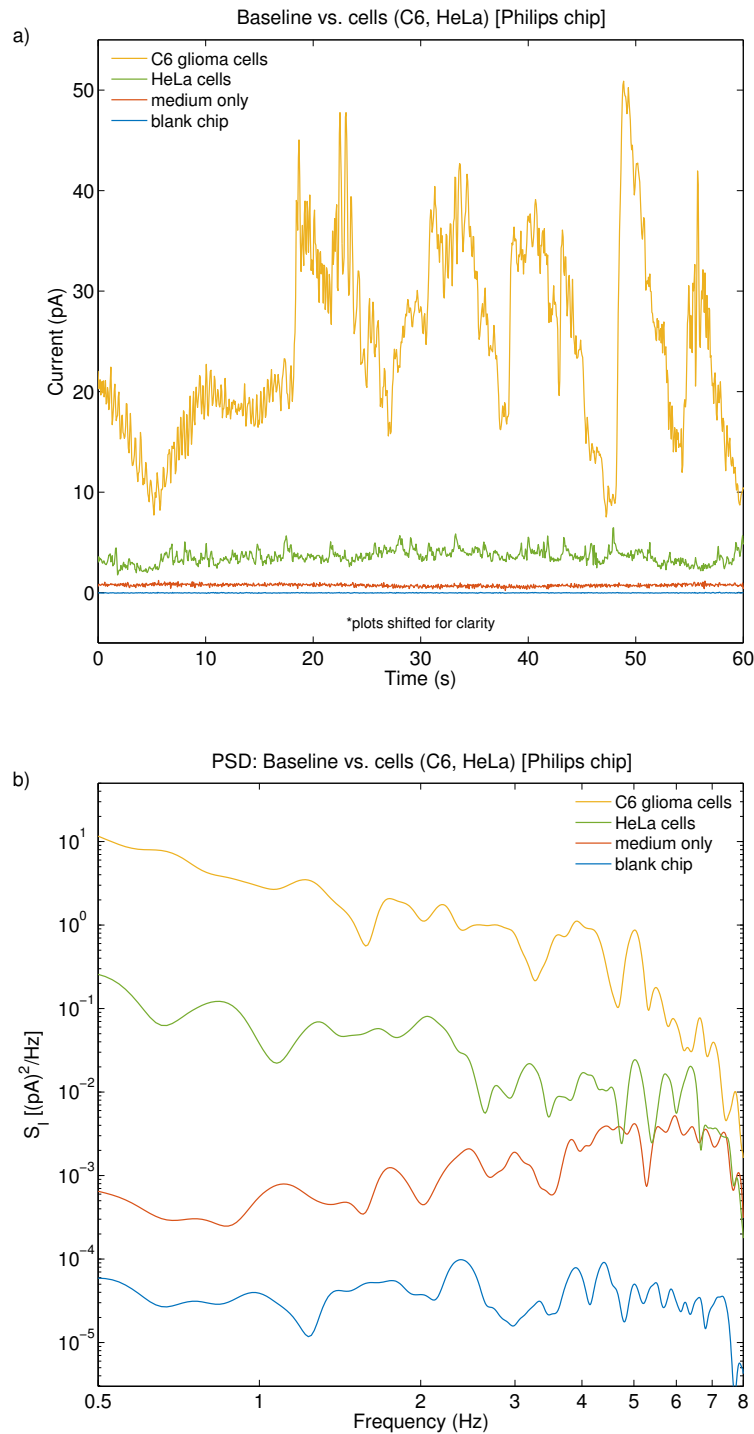 a)
Baseline vs. cells (C6, HeLa) [Philips chip]
C6 glioma cells
HeLa cells
medium only
blank chip
Current (pA)
50
40
30
20
10
0
*plots shifted for clarity
0 10 20 30 40 50 60
Time (s)
b)
PSD: Baseline vs. cells (C6, HeLa) [Philips chip]
C6 glioma cells
HeLa cells
medium only
blank chip
S_I [(pA)^2/Hz]
10^1
10^0
10^-1
10^-2
10^-3
10^-4
10^-5
0.5 1 2 3 4 5 6 7 8
Frequency (Hz)